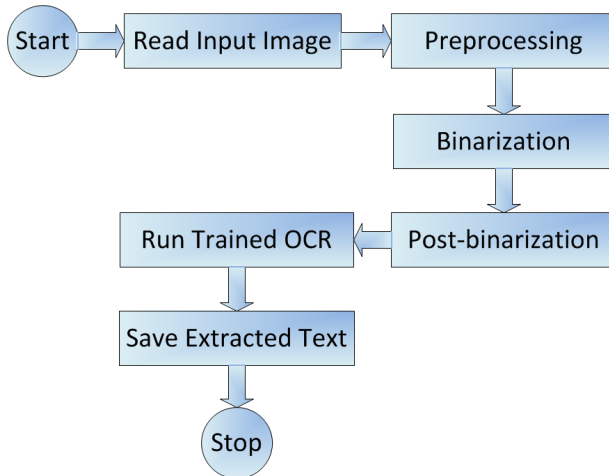 Start
Read Input Image
Preprocessing
Binarization
Post-binarization
Run Trained OCR
Save Extracted Text
Stop